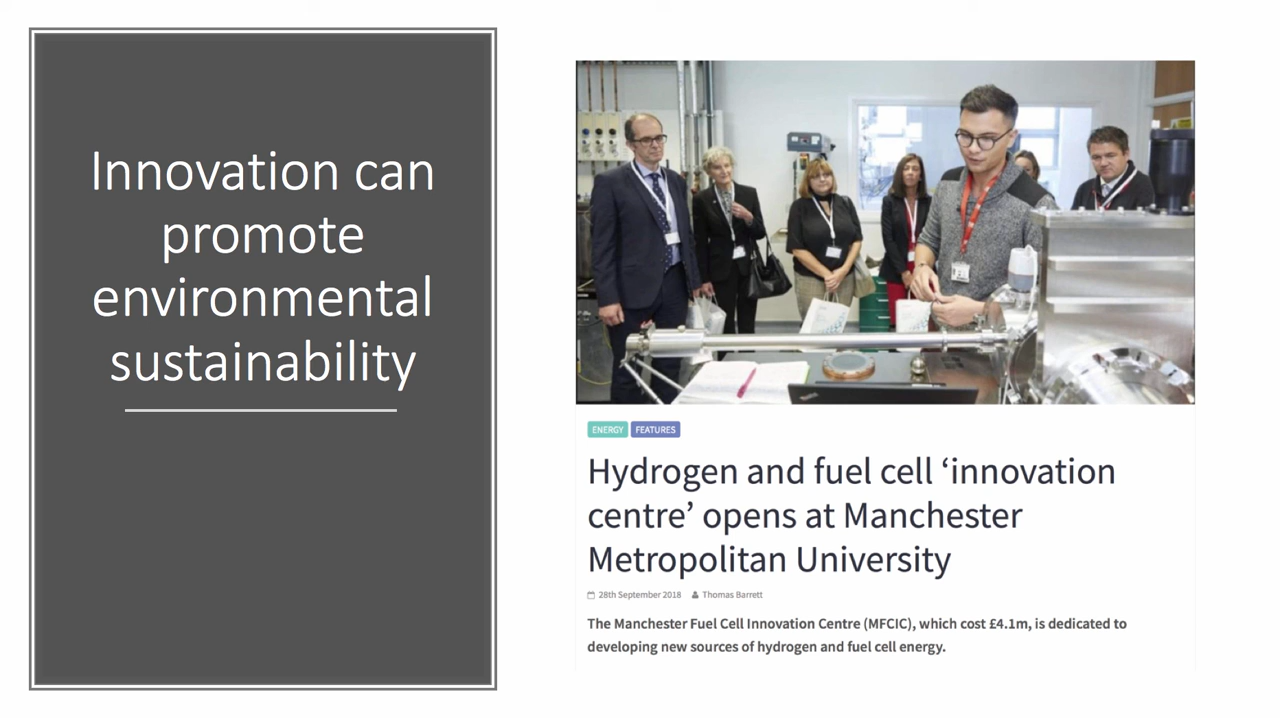 Innovation can
promote
environmental
sustainability
ENERGY FEATURES
Hydrogen and fuel cell ‘innovation
centre’ opens at Manchester
Metropolitan University
28th September 2018 Thomas Barrett
The Manchester Fuel Cell Innovation Centre (MFCIC), which cost £4.1m, is dedicated to
developing new sources of hydrogen and fuel cell energy.